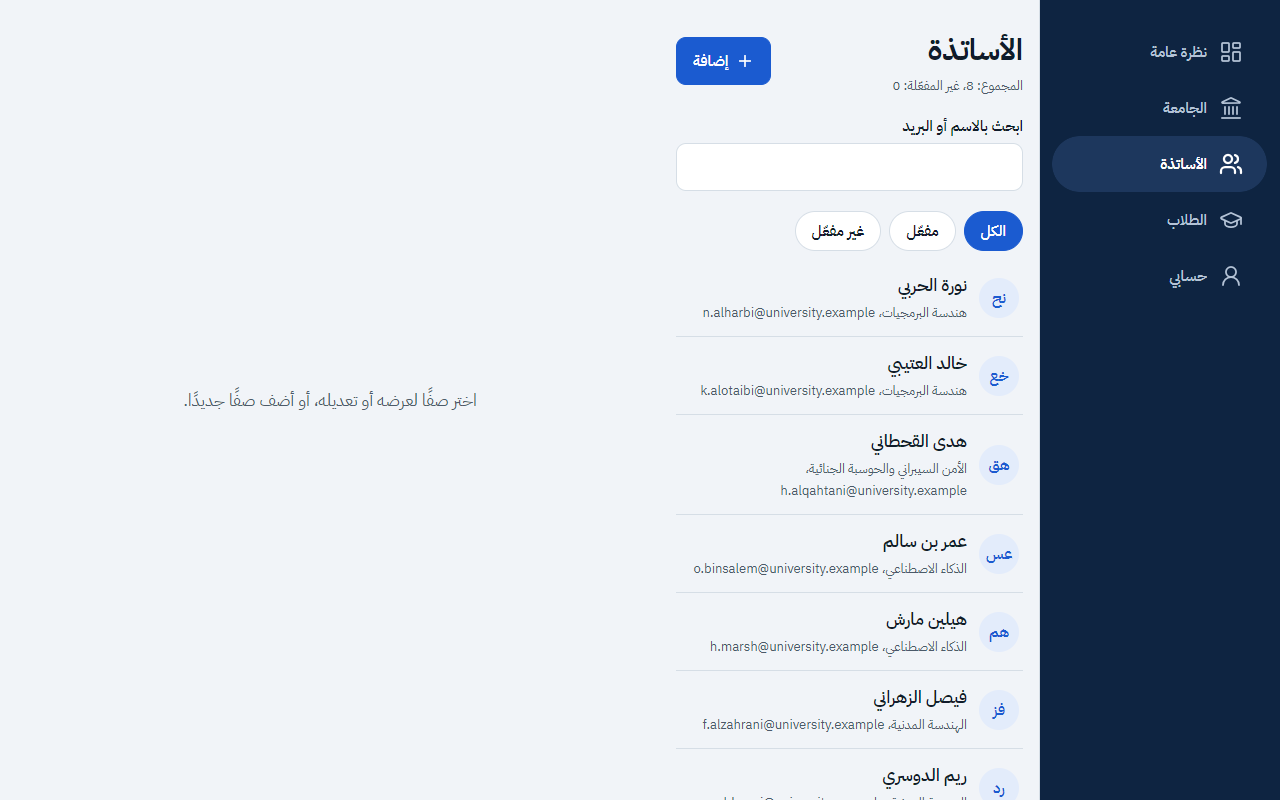 نظرة عامة
الجامعة
الأساتذة
الطلاب
حسابي
الأساتذة
المجموع: 8، غير المفعّلة: 0
إضافة
ابحث بالاسم أو البريد
الكل
مفعّل
غير مفعّل
نح
نورة الحربي
هندسة البرمجيات، n.alharbi@university.example
خع
خالد العتيبي
هندسة البرمجيات، k.alotaibi@university.example
هق
هدى القحطاني
الأمن السيبراني والحوسبة الجنائية،
h.alqahtani@university.example
عس
عمر بن سالم
الذكاء الاصطناعي، o.binsalem@university.example
هم
هيلين مارش
الذكاء الاصطناعي، h.marsh@university.example
فز
فيصل الزهراني
الهندسة المدنية، f.alzahrani@university.example
رد
ريم الدوسري
اختر صفًا لعرضه أو تعديله، أو أضف صفًا جديدًا.